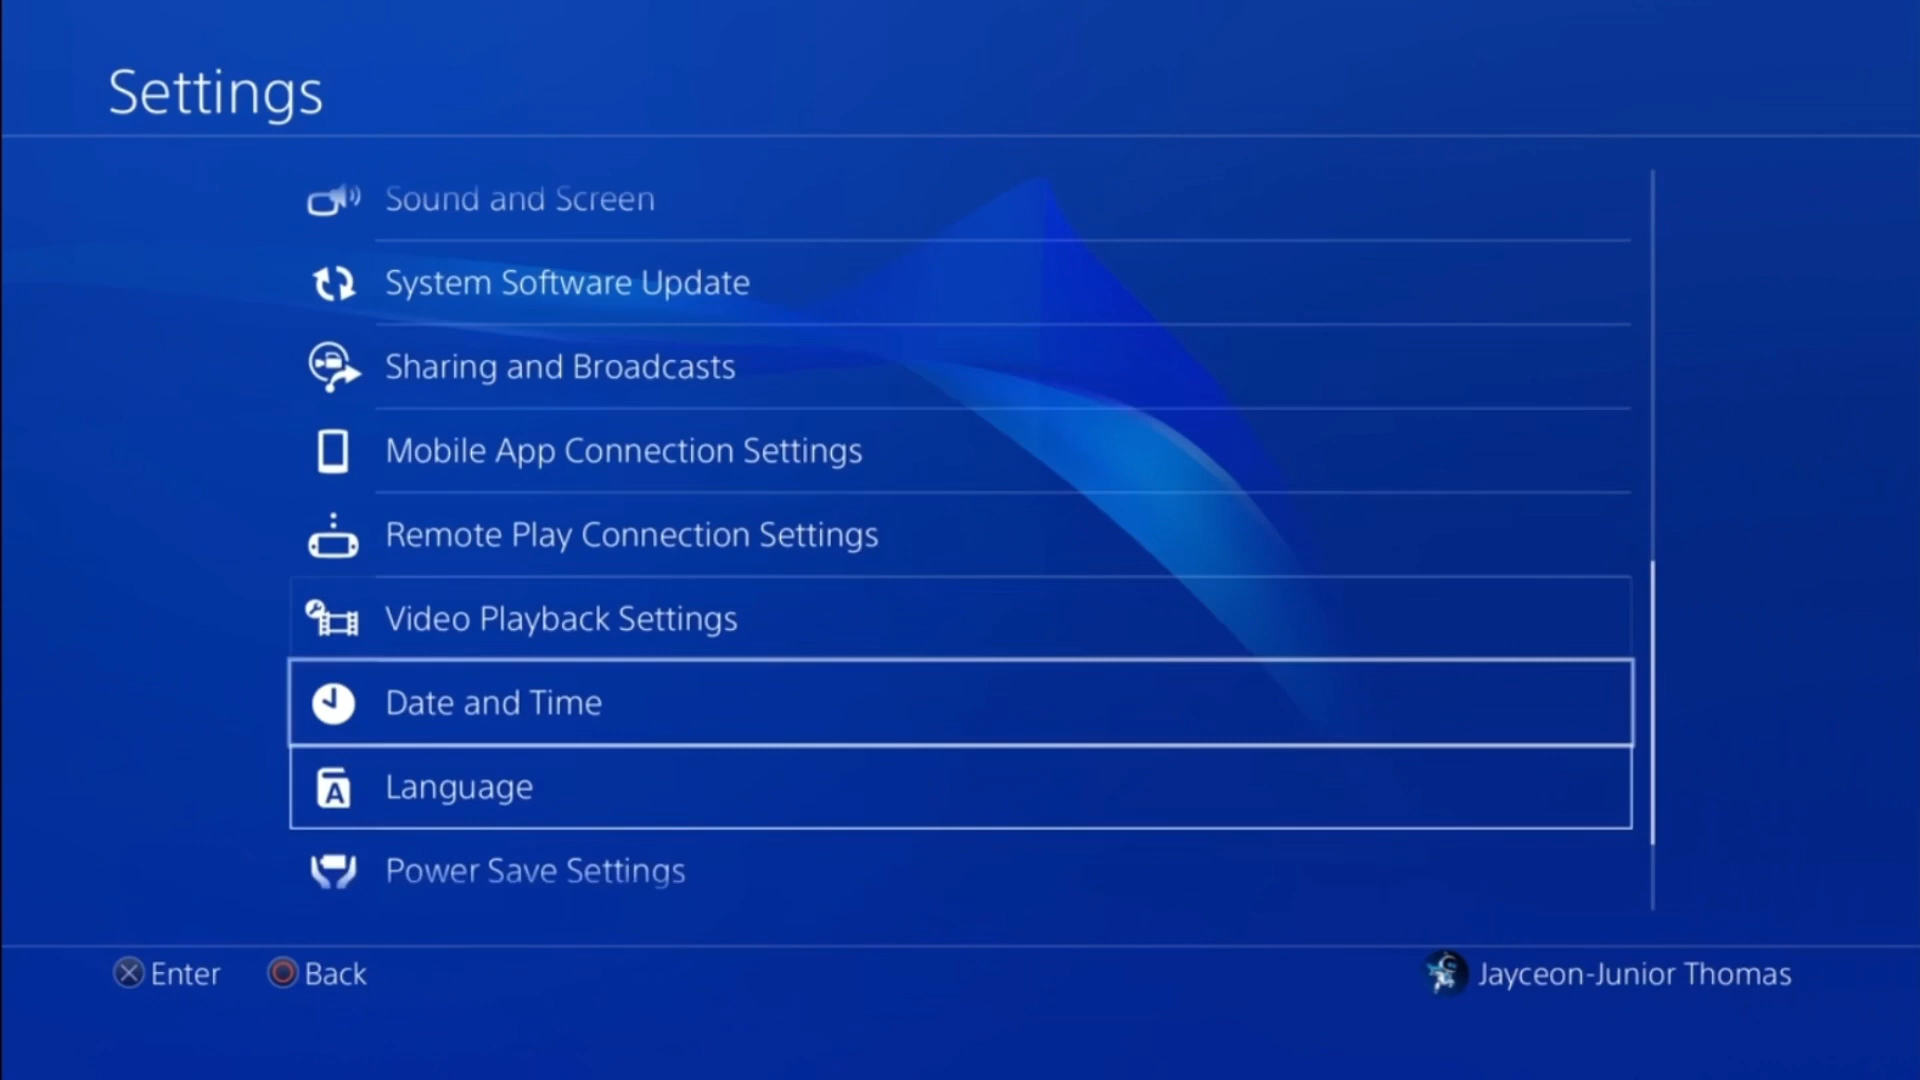 Settings
Sound and Screen
System Software Update
Sharing and Broadcasts
Mobile App Connection Settings
Remote Play Connection Settings
Video Playback Settings
Date and Time
Language
Power Save Settings
Enter Back Jayceon-Junior Thomas